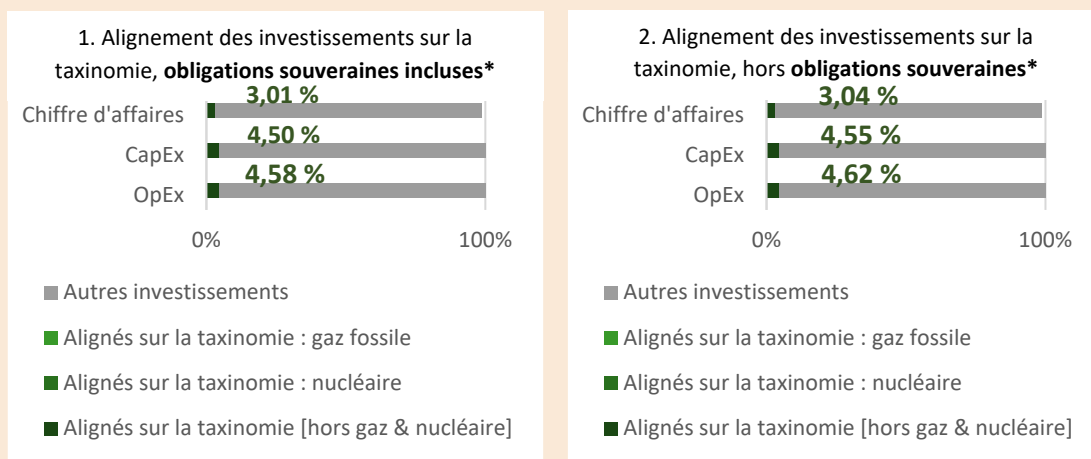 1. Alignement des investissements sur la
taxinomie, obligations souveraines incluses*
Chiffre d'affaires
3,01 %
CapEx
4,50 %
OpEx
4,58 %
0%
100%
Autres investissements
Alignés sur la taxinomie : gaz fossile
Alignés sur la taxinomie : nucléaire
Alignés sur la taxinomie [hors gaz & nucléaire]
2. Alignement des investissements sur la
taxinomie, hors obligations souveraines*
Chiffre d'affaires
3,04 %
CapEx
4,55 %
OpEx
4,62 %
0%
100%
Autres investissements
Alignés sur la taxinomie : gaz fossile
Alignés sur la taxinomie : nucléaire
Alignés sur la taxinomie [hors gaz & nucléaire]